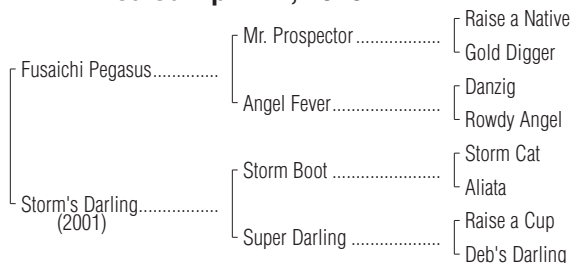 Raise a Native
Mr. Prospector ...................
Gold Digger
Fusaichi Pegasus..............
Danzig
Angel Fever........................
Rowdy Angel
Storm Cat
Storm Boot ........................
Aliata
Storm's Darling.................
(2001)
Raise a Cup
Super Darling .....................
Deb's Darling